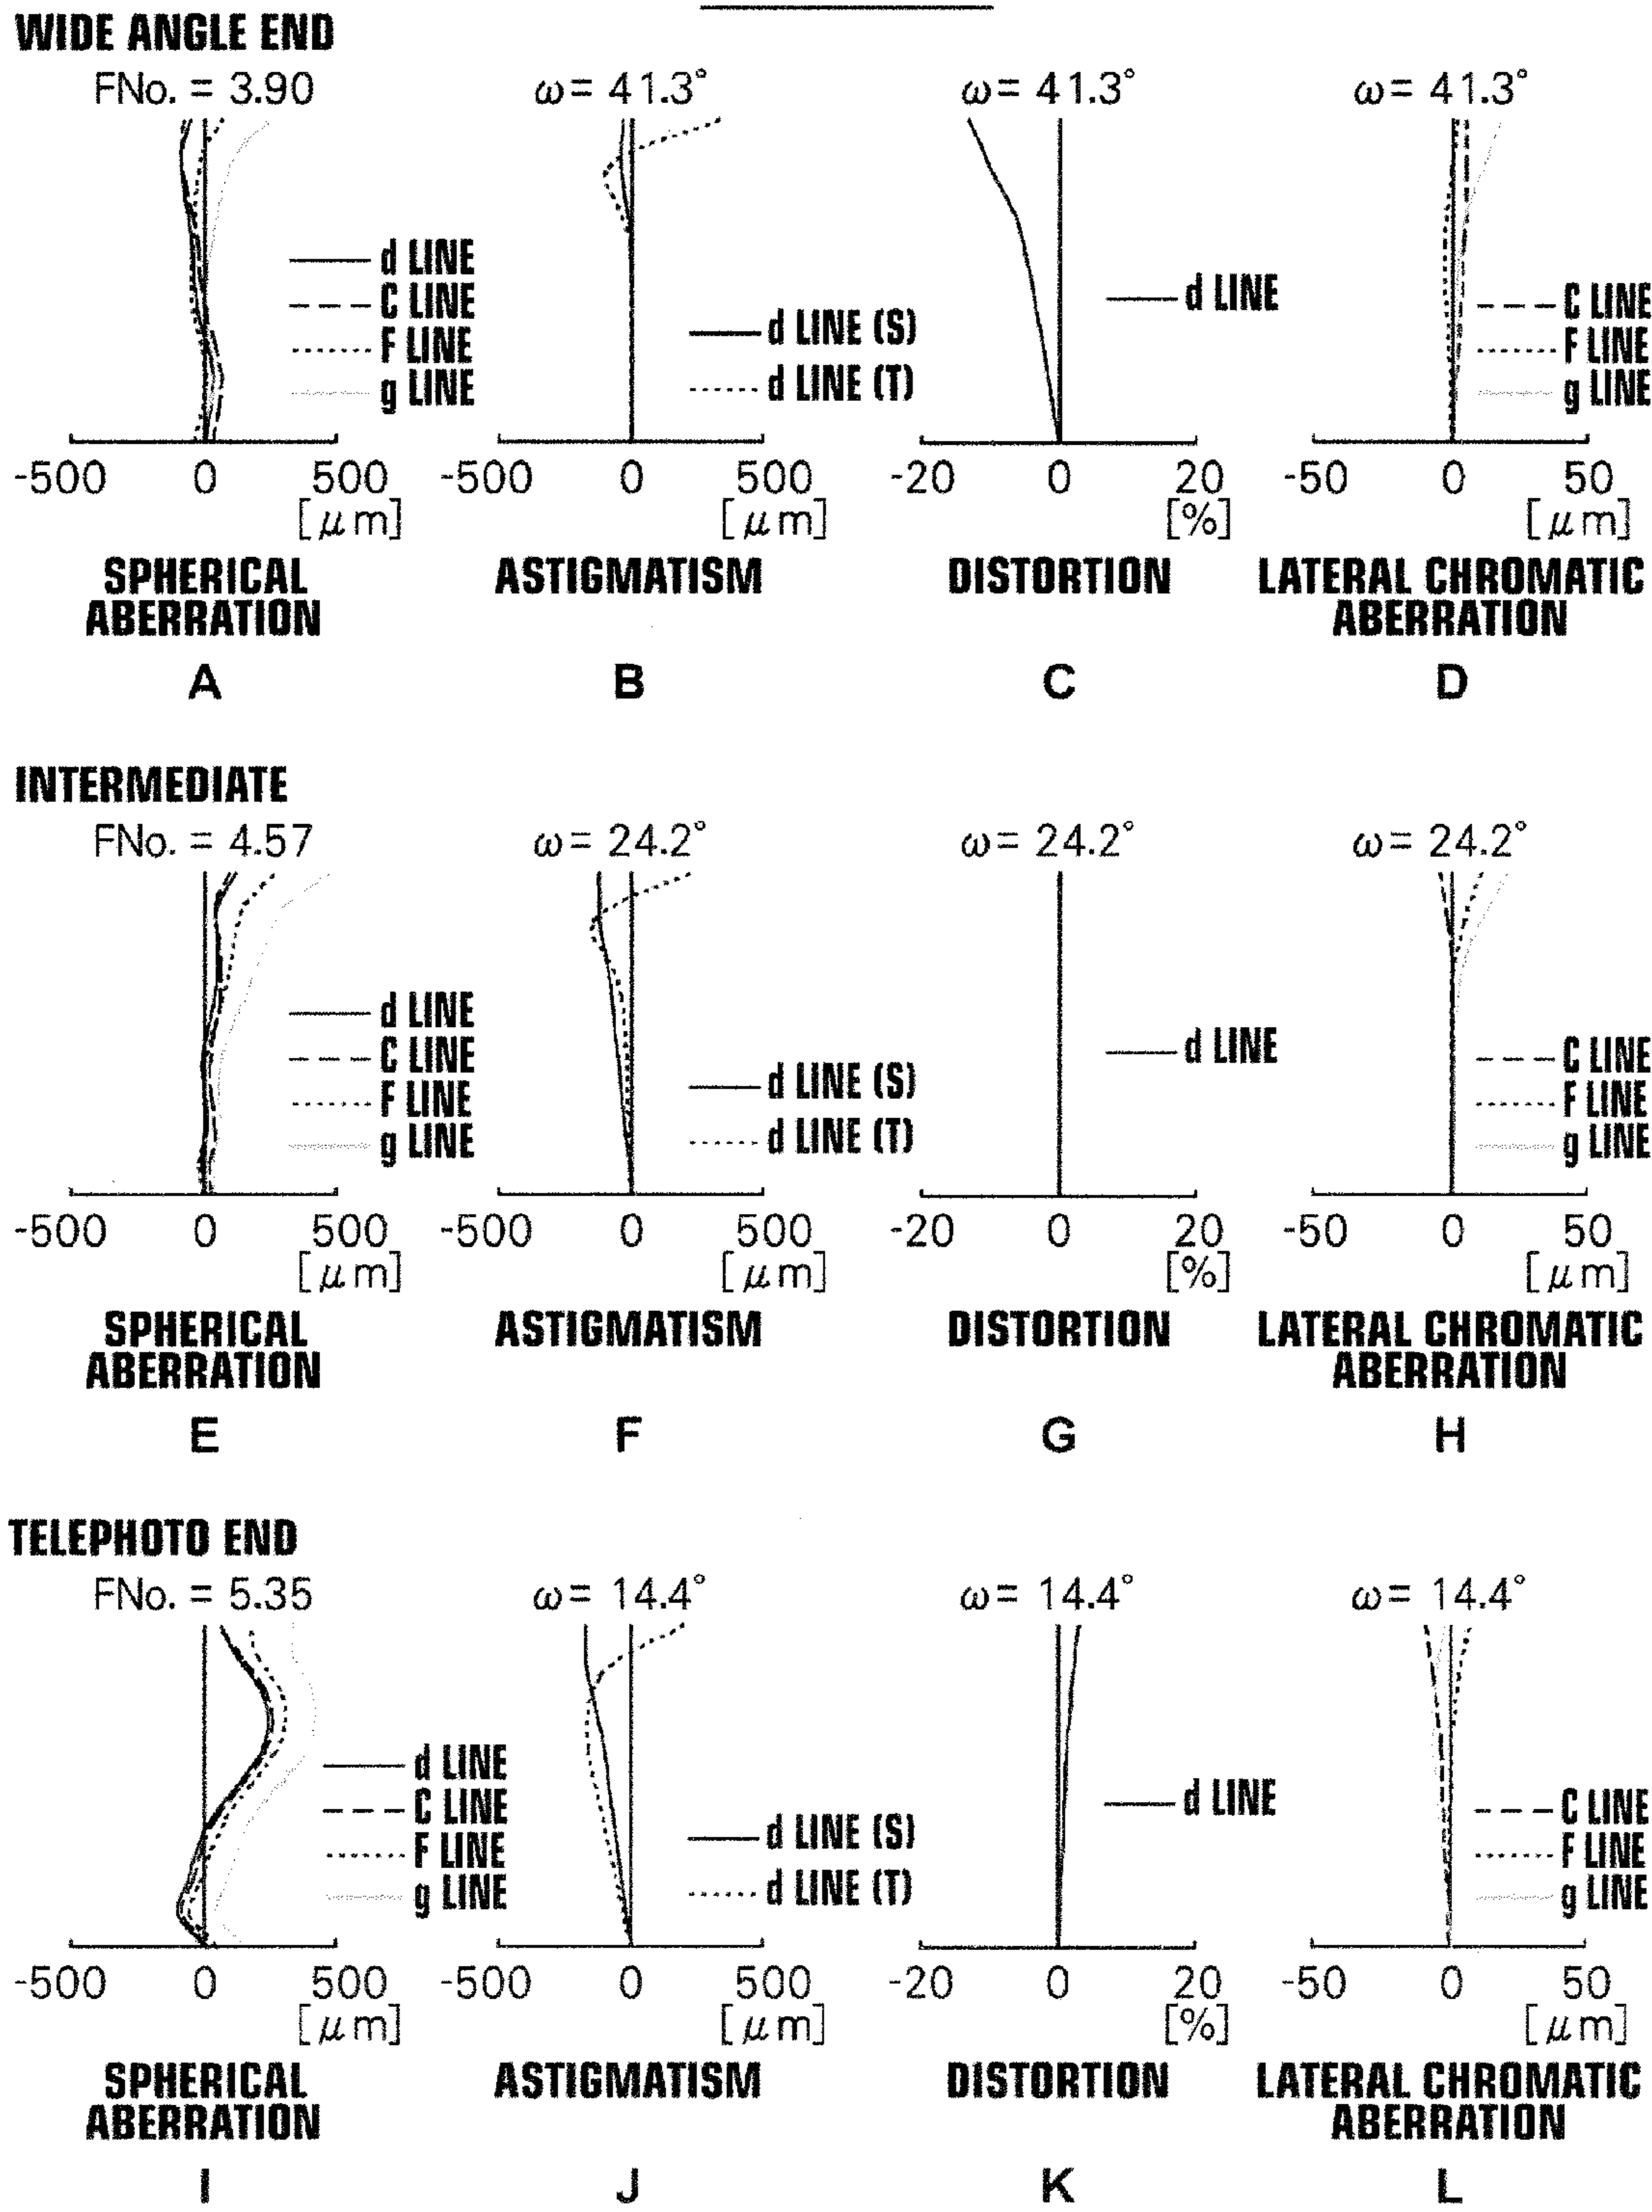 WIDE ANGLE END
FNo. = 3.90
ω= 41.3°
ω= 41.3°
ω= 41.3°
d LINE
C LINE
F LINE
g LINE
d LINE (S)
d LINE (T)
d LINE
C LINE
F LINE
g LINE
-500 0 500
[μm]
-500 0 500
[μm]
-20 0 20
[%]
-50 0 50
[μm]
SPHERICAL
ABERRATION
ASTIGMATISM
DISTORTION
LATERAL CHROMATIC
ABERRATION
A
B
C
D
INTERMEDIATE
FNo. = 4.57
ω= 24.2°
ω= 24.2°
ω= 24.2°
d LINE
C LINE
F LINE
g LINE
d LINE (S)
d LINE (T)
d LINE
C LINE
F LINE
g LINE
-500 0 500
[μm]
-500 0 500
[μm]
-20 0 20
[%]
-50 0 50
[μm]
SPHERICAL
ABERRATION
ASTIGMATISM
DISTORTION
LATERAL CHROMATIC
ABERRATION
E
F
G
H
TELEPHOTO END
FNo. = 5.35
ω= 14.4°
ω= 14.4°
ω= 14.4°
d LINE
C LINE
F LINE
g LINE
d LINE (S)
d LINE (T)
d LINE
C LINE
F LINE
g LINE
-500 0 500
[μm]
-500 0 500
[μm]
-20 0 20
[%]
-50 0 50
[μm]
SPHERICAL
ABERRATION
ASTIGMATISM
DISTORTION
LATERAL CHROMATIC
ABERRATION
I
J
K
L